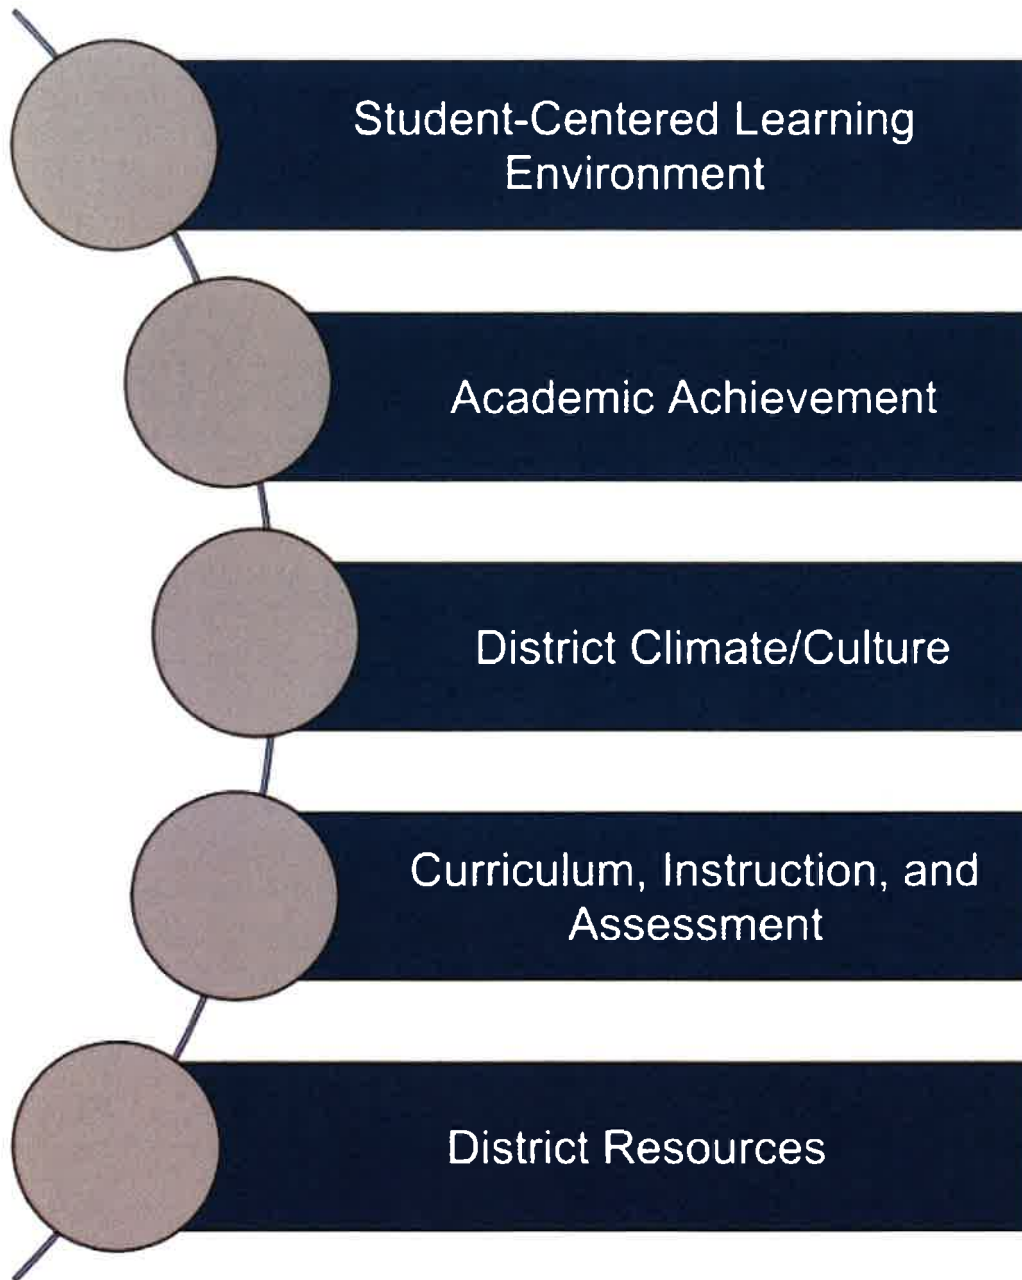 Student-Centered Learning
Environment
Academic Achievement
District Climate/Culture
Curriculum, Instruction, and
Assessment
District Resources